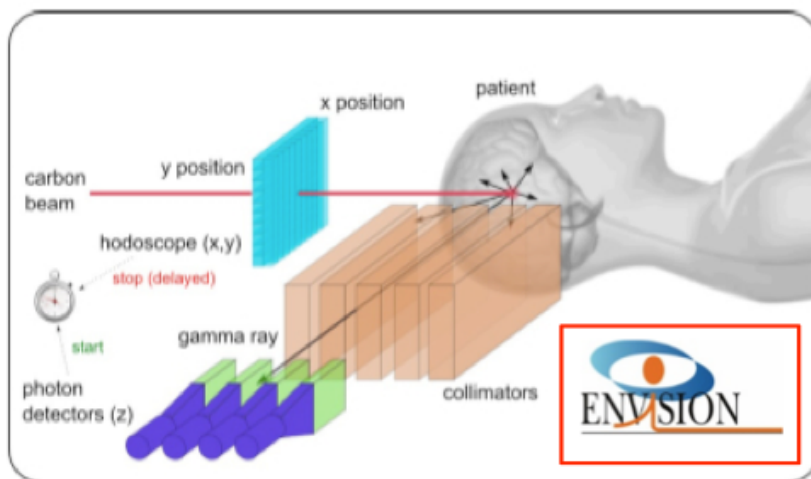 x position
patient
y position
carbon
beam
hodoscope (x,y)
stop (delayed)
gamma ray
start
photon
detectors (z)
collimators
ENVISION